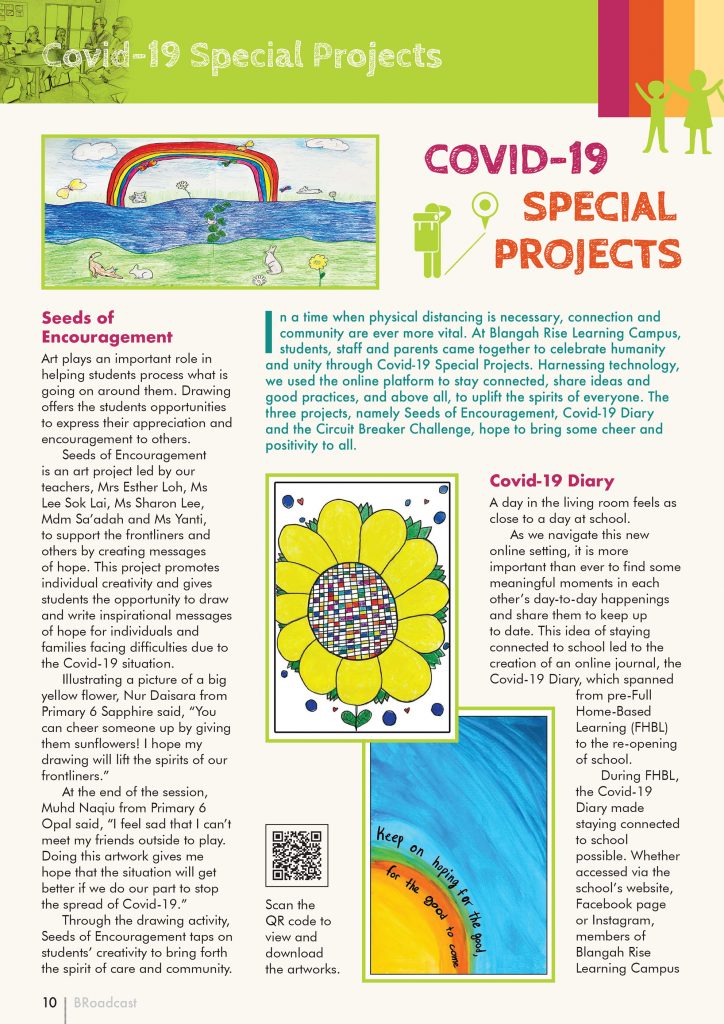 Covid-19 Special Projects
COVID-19
SPECIAL
PROJECTS
Seeds of
Encouragement
Art plays an important role in
helping students process what is
going on around them. Drawing
offers the students opportunities
to express their appreciation and
encouragement to others.
Seeds of Encouragement
is an art project led by our
teachers, Mrs Esther Loh, Ms
Lee Sok Lai, Ms Sharon Lee,
Mdm Sa'adah and Ms Yanti,
to support the frontliners and
others by creating messages
of hope. This project promotes
individual creativity and gives
students the opportunity to draw
and write inspirational messages
of hope for individuals and
families facing difficulties due to
the Covid-19 situation.
Illustrating a picture of a big
yellow flower, Nur Daisara from
Primary 6 Sapphire said, “You
can cheer someone up by giving
them sunflowers! I hope my
drawing will lift the spirits of our
frontliners.”
At the end of the session,
Muhd Naqiu from Primary 6
Opal said, “I feel sad that I can’t
meet my friends outside to play.
Doing this artwork gives me
hope that the situation will get
better if we do our part to stop
the spread of Covid-19.”
Through the drawing activity,
Seeds of Encouragement taps on
students’ creativity to bring forth
the spirit of care and community.
In a time when physical distancing is necessary, connection and
community are ever more vital. At Blangah Rise Learning Campus,
students, staff and parents came together to celebrate humanity
and unity through Covid-19 Special Projects. Harnessing technology,
we used the online platform to stay connected, share ideas and
good practices, and above all, to uplift the spirits of everyone. The
three projects, namely Seeds of Encouragement, Covid-19 Diary
and the Circuit Breaker Challenge, hope to bring some cheer and
positivity to all.
Covid-19 Diary
A day in the living room feels as
close to a day at school.
As we navigate this new
online setting, it is more
important than ever to find some
meaningful moments in each
other’s day-to-day happenings
and share them to keep up
to date. This idea of staying
connected to school led to the
creation of an online journal, the
Covid-19 Diary, which spanned
from pre-Full
Home-Based
Learning (FHBL)
to the re-opening
of school.
During FHBL,
the Covid-19
Diary made
staying connected
to school
possible. Whether
accessed via the
school’s website,
Facebook page
or Instagram,
members of
Blangah Rise
Learning Campus
Keep on hoping for the good,
for the good to come
Scan the
QR code to
view and
download
the artworks.
10 BRoadcast